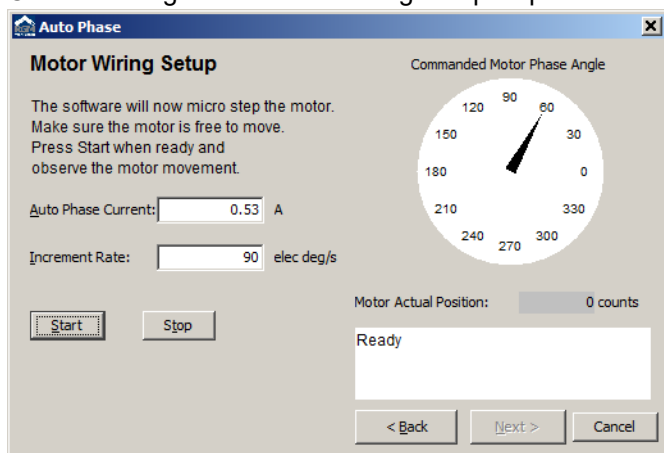 Auto Phase
Motor Wiring Setup
The software will now micro step the motor.
Make sure the motor is free to move.
Press Start when ready and
observe the motor movement.
Auto Phase Current: 0.53 A
Increment Rate: 90 elec deg/s
Start Stop
Commanded Motor Phase Angle
90
120 60
150 30
180 0
210 330
240 300
270
Motor Actual Position: 0 counts
Ready
< Back Next > Cancel